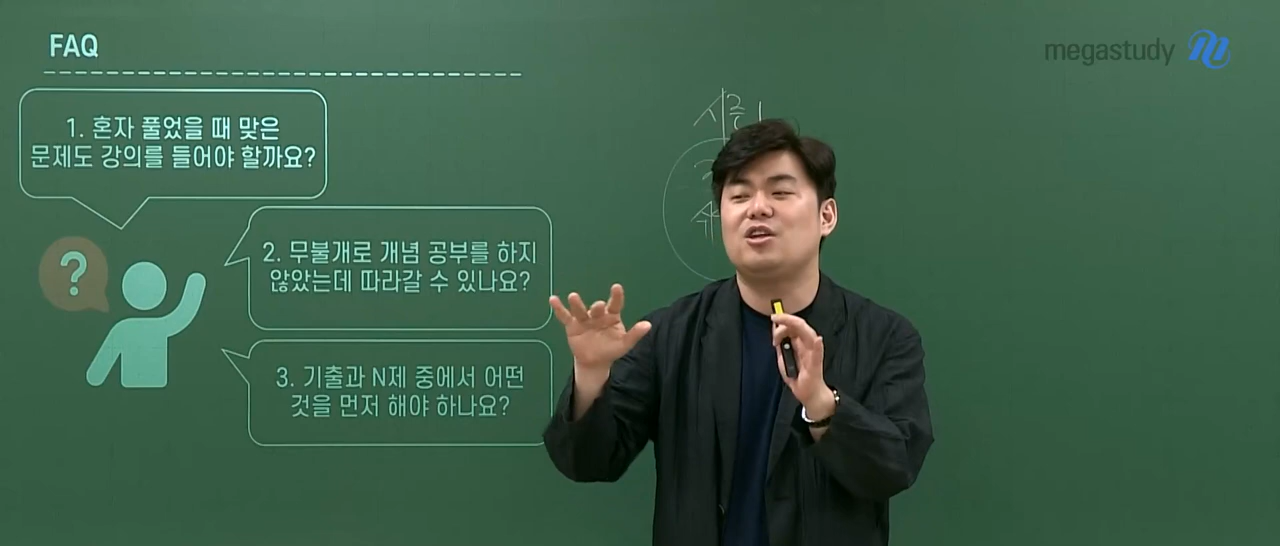 FAQ
megastudy
1. 혼자 풀었을 때 맞은
문제도 강의를 들어야 할까요?
?
2. 무불개로 개념 공부를 하지
않았는데 따라갈 수 있나요?
3. 기출과 N제 중에서 어떤
것을 먼저 해야 하나요?